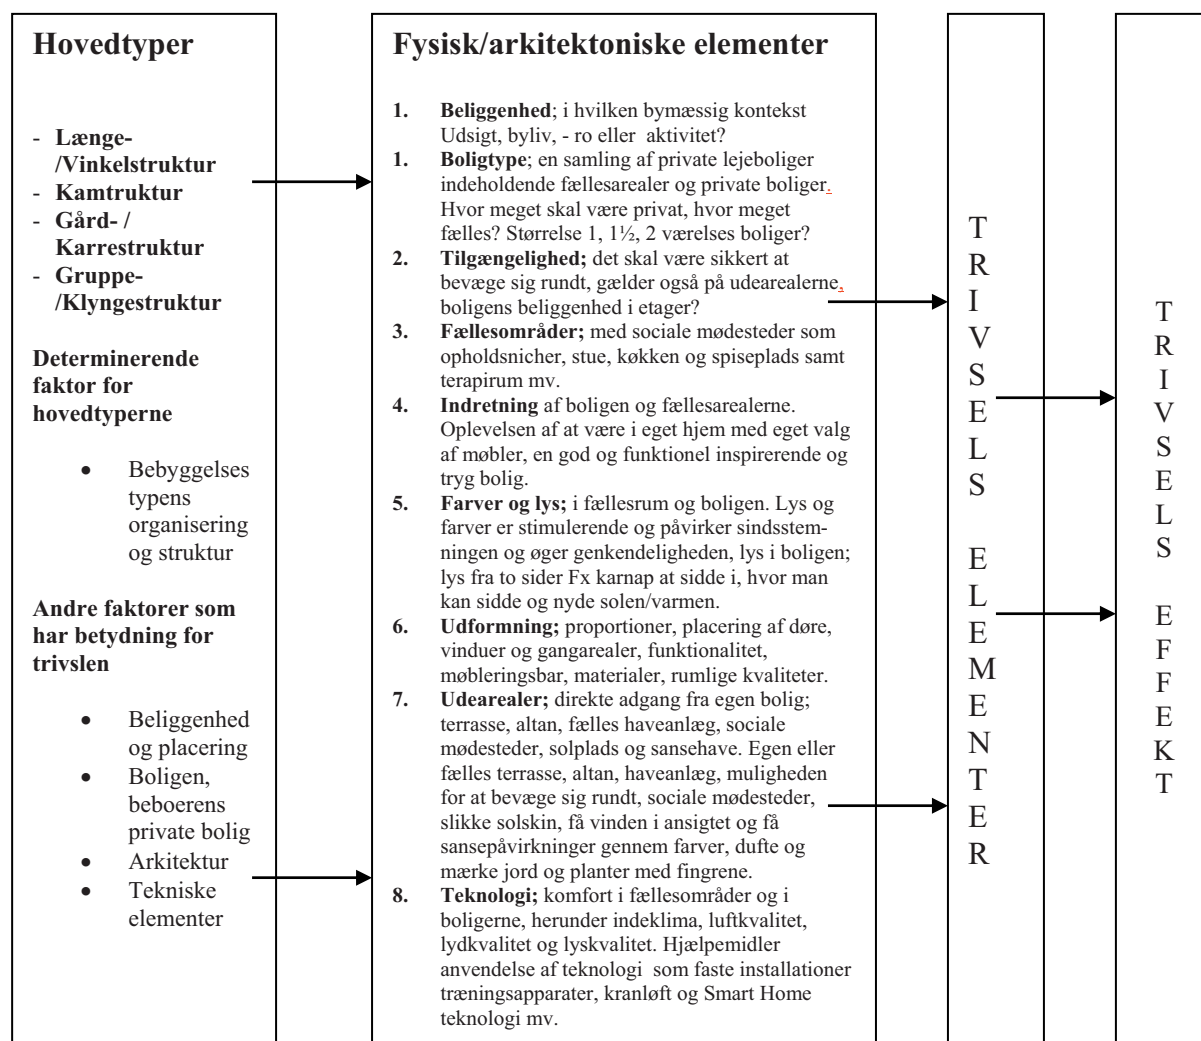 Hovedtyper
- Længe-
/Vinkelstruktur
- Kamtruktur
- Gård- /
Karrestruktur
- Gruppe-
/Klyngestruktur
Determinerende
faktor for
hovedtyperne
• Bebyggelses
typens
organisering
og struktur
Andre faktorer som
har betydning for
trivslen
• Beliggenhed
og placering
• Boligen,
beboerens
private bolig
• Arkitektur
• Tekniske
elementer
Fysisk/arkitektoniske elementer
1. Beliggenhed; i hvilken bymæssig kontekst
Udsigt, byliv, - ro eller aktivitet?
1. Boligtype; en samling af private lejeboliger
indeholdende fællesarealer og private boliger.
Hvor meget skal være privat, hvor meget
fælles? Størrelse 1, 1½, 2 værelses boliger?
2. Tilgængelighed; det skal være sikkert at
bevæge sig rundt, gælder også på udearealerne,
boligens beliggenhed i etager?
3. Fællesområder; med sociale mødesteder som
opholdsnicher, stue, køkken og spiseplads samt
terapirum mv.
4. Indretning af boligen og fællesarealerne.
Oplevelsen af at være i eget hjem med eget valg
af møbler, en god og funktionel inspirerende og
tryg bolig.
5. Farver og lys; i fællesrum og boligen. Lys og
farver er stimulerende og påvirker sindsstem-
ningen og øger genkendeligheden, lys i boligen;
lys fra to sider Fx karnap at sidde i, hvor man
kan sidde og nyde solen/varmen.
6. Udformning; proportioner, placering af døre,
vinduer og gangarealer, funktionalitet,
møbleringsbar, materialer, rumlige kvaliteter.
7. Udearealer; direkte adgang fra egen bolig;
terrasse, altan, fælles haveanlæg, sociale
mødesteder, solplads og sansehave. Egen eller
fælles terrasse, altan, haveanlæg, muligheden
for at bevæge sig rundt, sociale mødesteder,
slikke solskin, få vinden i ansigtet og få
sansepåvirkninger gennem farver, dufte og
mærke jord og planter med fingrene.
8. Teknologi; komfort i fællesområder og i
boligerne, herunder indeklima, luftkvalitet,
lydkvalitet og lyskvalitet. Hjælpemidler
anvendelse af teknologi som faste installationer
træningsapparater, kranløft og Smart Home
teknologi mv.
TRIVSELS ELEMENTER
TRIVSELS EFFEKT